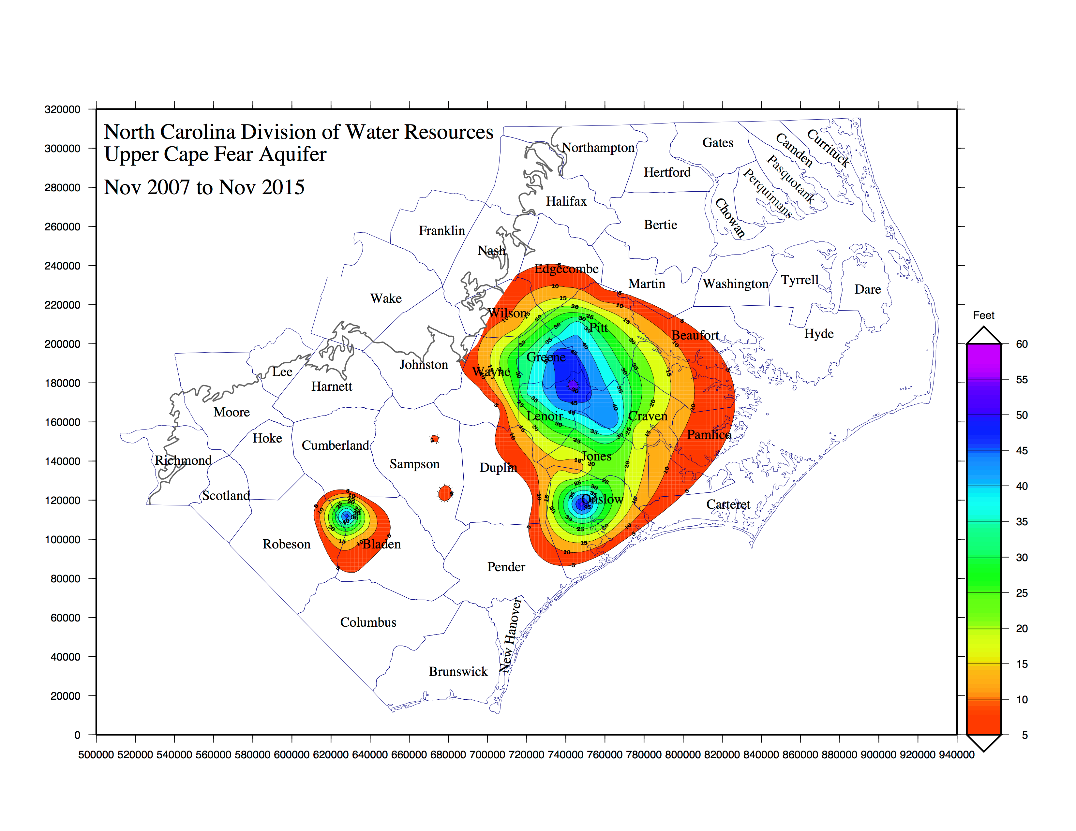 North Carolina Division of Water Resources
Upper Cape Fear Aquifer
Nov 2007 to Nov 2015
Northampton
Gates
Camden
Currituck
Hertford
Pasquotank
Perquimans
Halifax
Chowan
Bertie
Franklin
Nash
Edgecombe
Martin
Washington
Tyrrell
Dare
Wake
Wilson
Pitt
Beaufort
Hyde
Greene
Johnston
Wayne
Lee
Harnett
Moore
Lenoir
Craven
Pamlico
Hoke
Cumberland
Jones
Richmond
Sampson
Duplin
Scotland
Onslow
Carteret
Robeson
Bladen
Pender
Columbus
New Hanover
Brunswick
320000
300000
280000
260000
240000
220000
200000
180000
160000
140000
120000
100000
80000
60000
40000
20000
0
500000 520000 540000 560000 580000 600000 620000 640000 660000 680000 700000 720000 740000 760000 780000 800000 820000 840000 860000 880000 900000 920000 940000
Feet
60
55
50
45
40
35
30
25
20
15
10
5